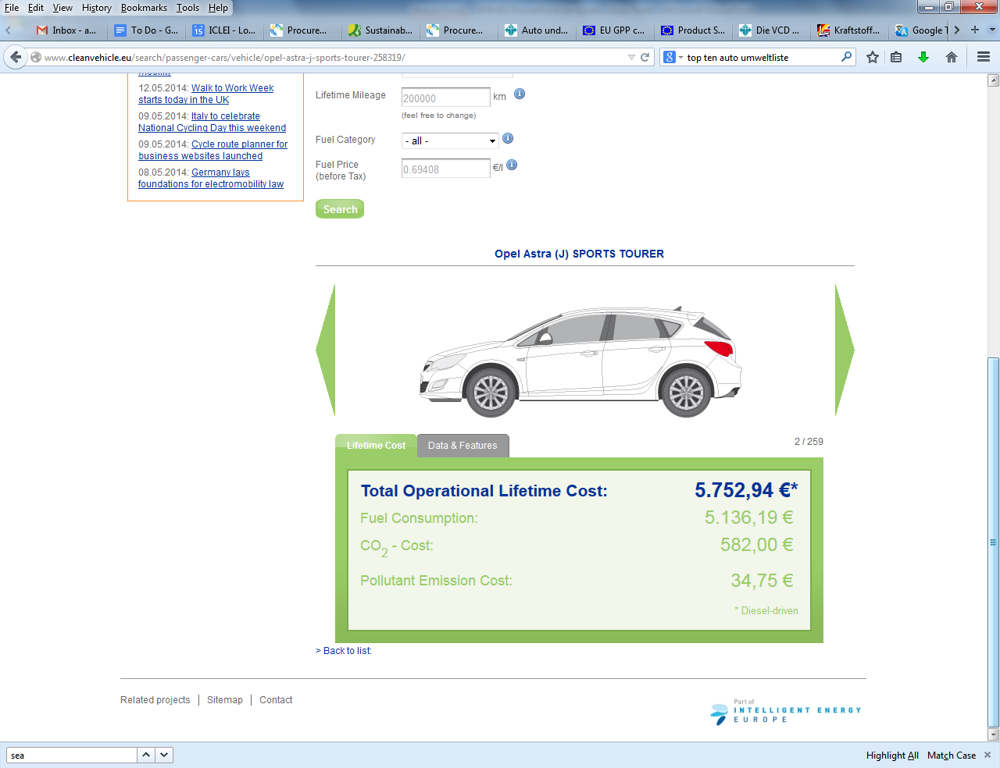 File Edit View History Bookmarks Tools Help
Inbox - a... To Do - G... ICLEI - Lo... Procure... Sustainab... Procure... Auto und... EU GPP c... Product S... Die VCD ... Kraftstoff... Google T
www.cleanvehicle.eu/search/passenger-cars/vehicle/opel-astra-j-sports-tourer-258319/
top ten auto umweltliste
mobility
12.05.2014: Walk to Work Week
starts today in the UK
09.05.2014: Italy to celebrate
National Cycling Day this weekend
09.05.2014: Cycle route planner for
business websites launched
08.05.2014: Germany lays
foundations for electromobility law
Lifetime Mileage 200000 km
(feel free to change)
Fuel Category - all -
Fuel Price 0.69408 €/l
(before Tax)
Search
Opel Astra (J) SPORTS TOURER
Lifetime Cost Data & Features 2 / 259
Total Operational Lifetime Cost: 5.752,94 €*
Fuel Consumption: 5.136,19 €
CO2 - Cost: 582,00 €
Pollutant Emission Cost: 34,75 €
* Diesel-driven
> Back to list:
Related projects | Sitemap | Contact
Part of
INTELLIGENT ENERGY
EUROPE
sea Highlight All Match Case